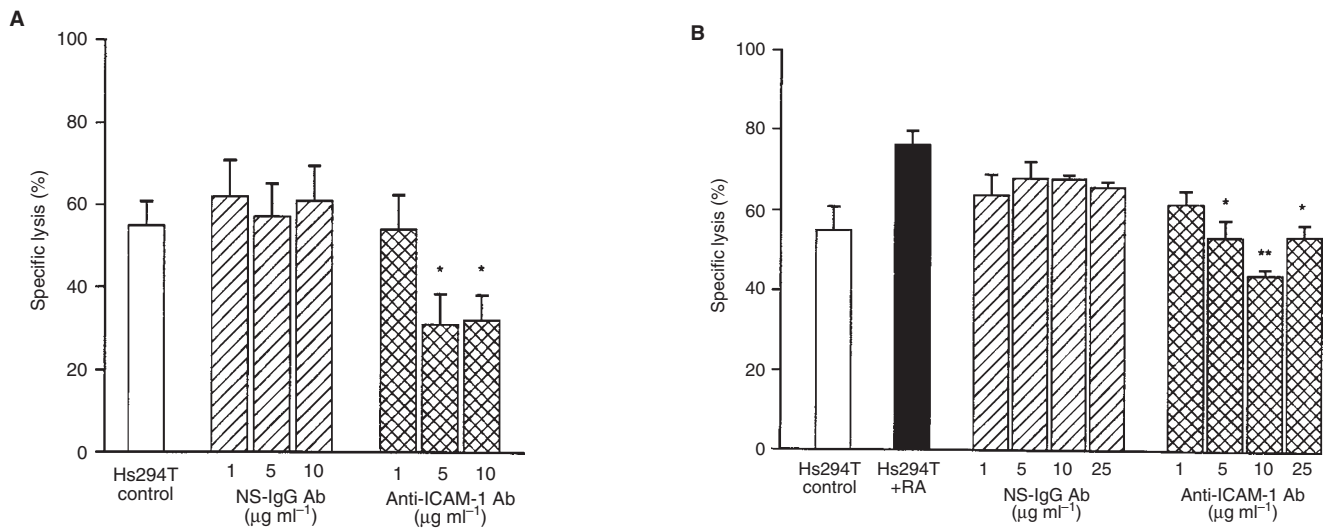 A
100
80
60
40
20
0
Specific lysis (%)
* *
Hs294T
control
1 5 10
NS-IgG Ab
(μg ml⁻¹)
1 5 10
Anti-ICAM-1 Ab
(μg ml⁻¹)
B
100
80
60
40
20
0
Specific lysis (%)
* ** *
Hs294T
control
Hs294T
+RA
1 5 10 25
NS-IgG Ab
(μg ml⁻¹)
1 5 10 25
Anti-ICAM-1 Ab
(μg ml⁻¹)